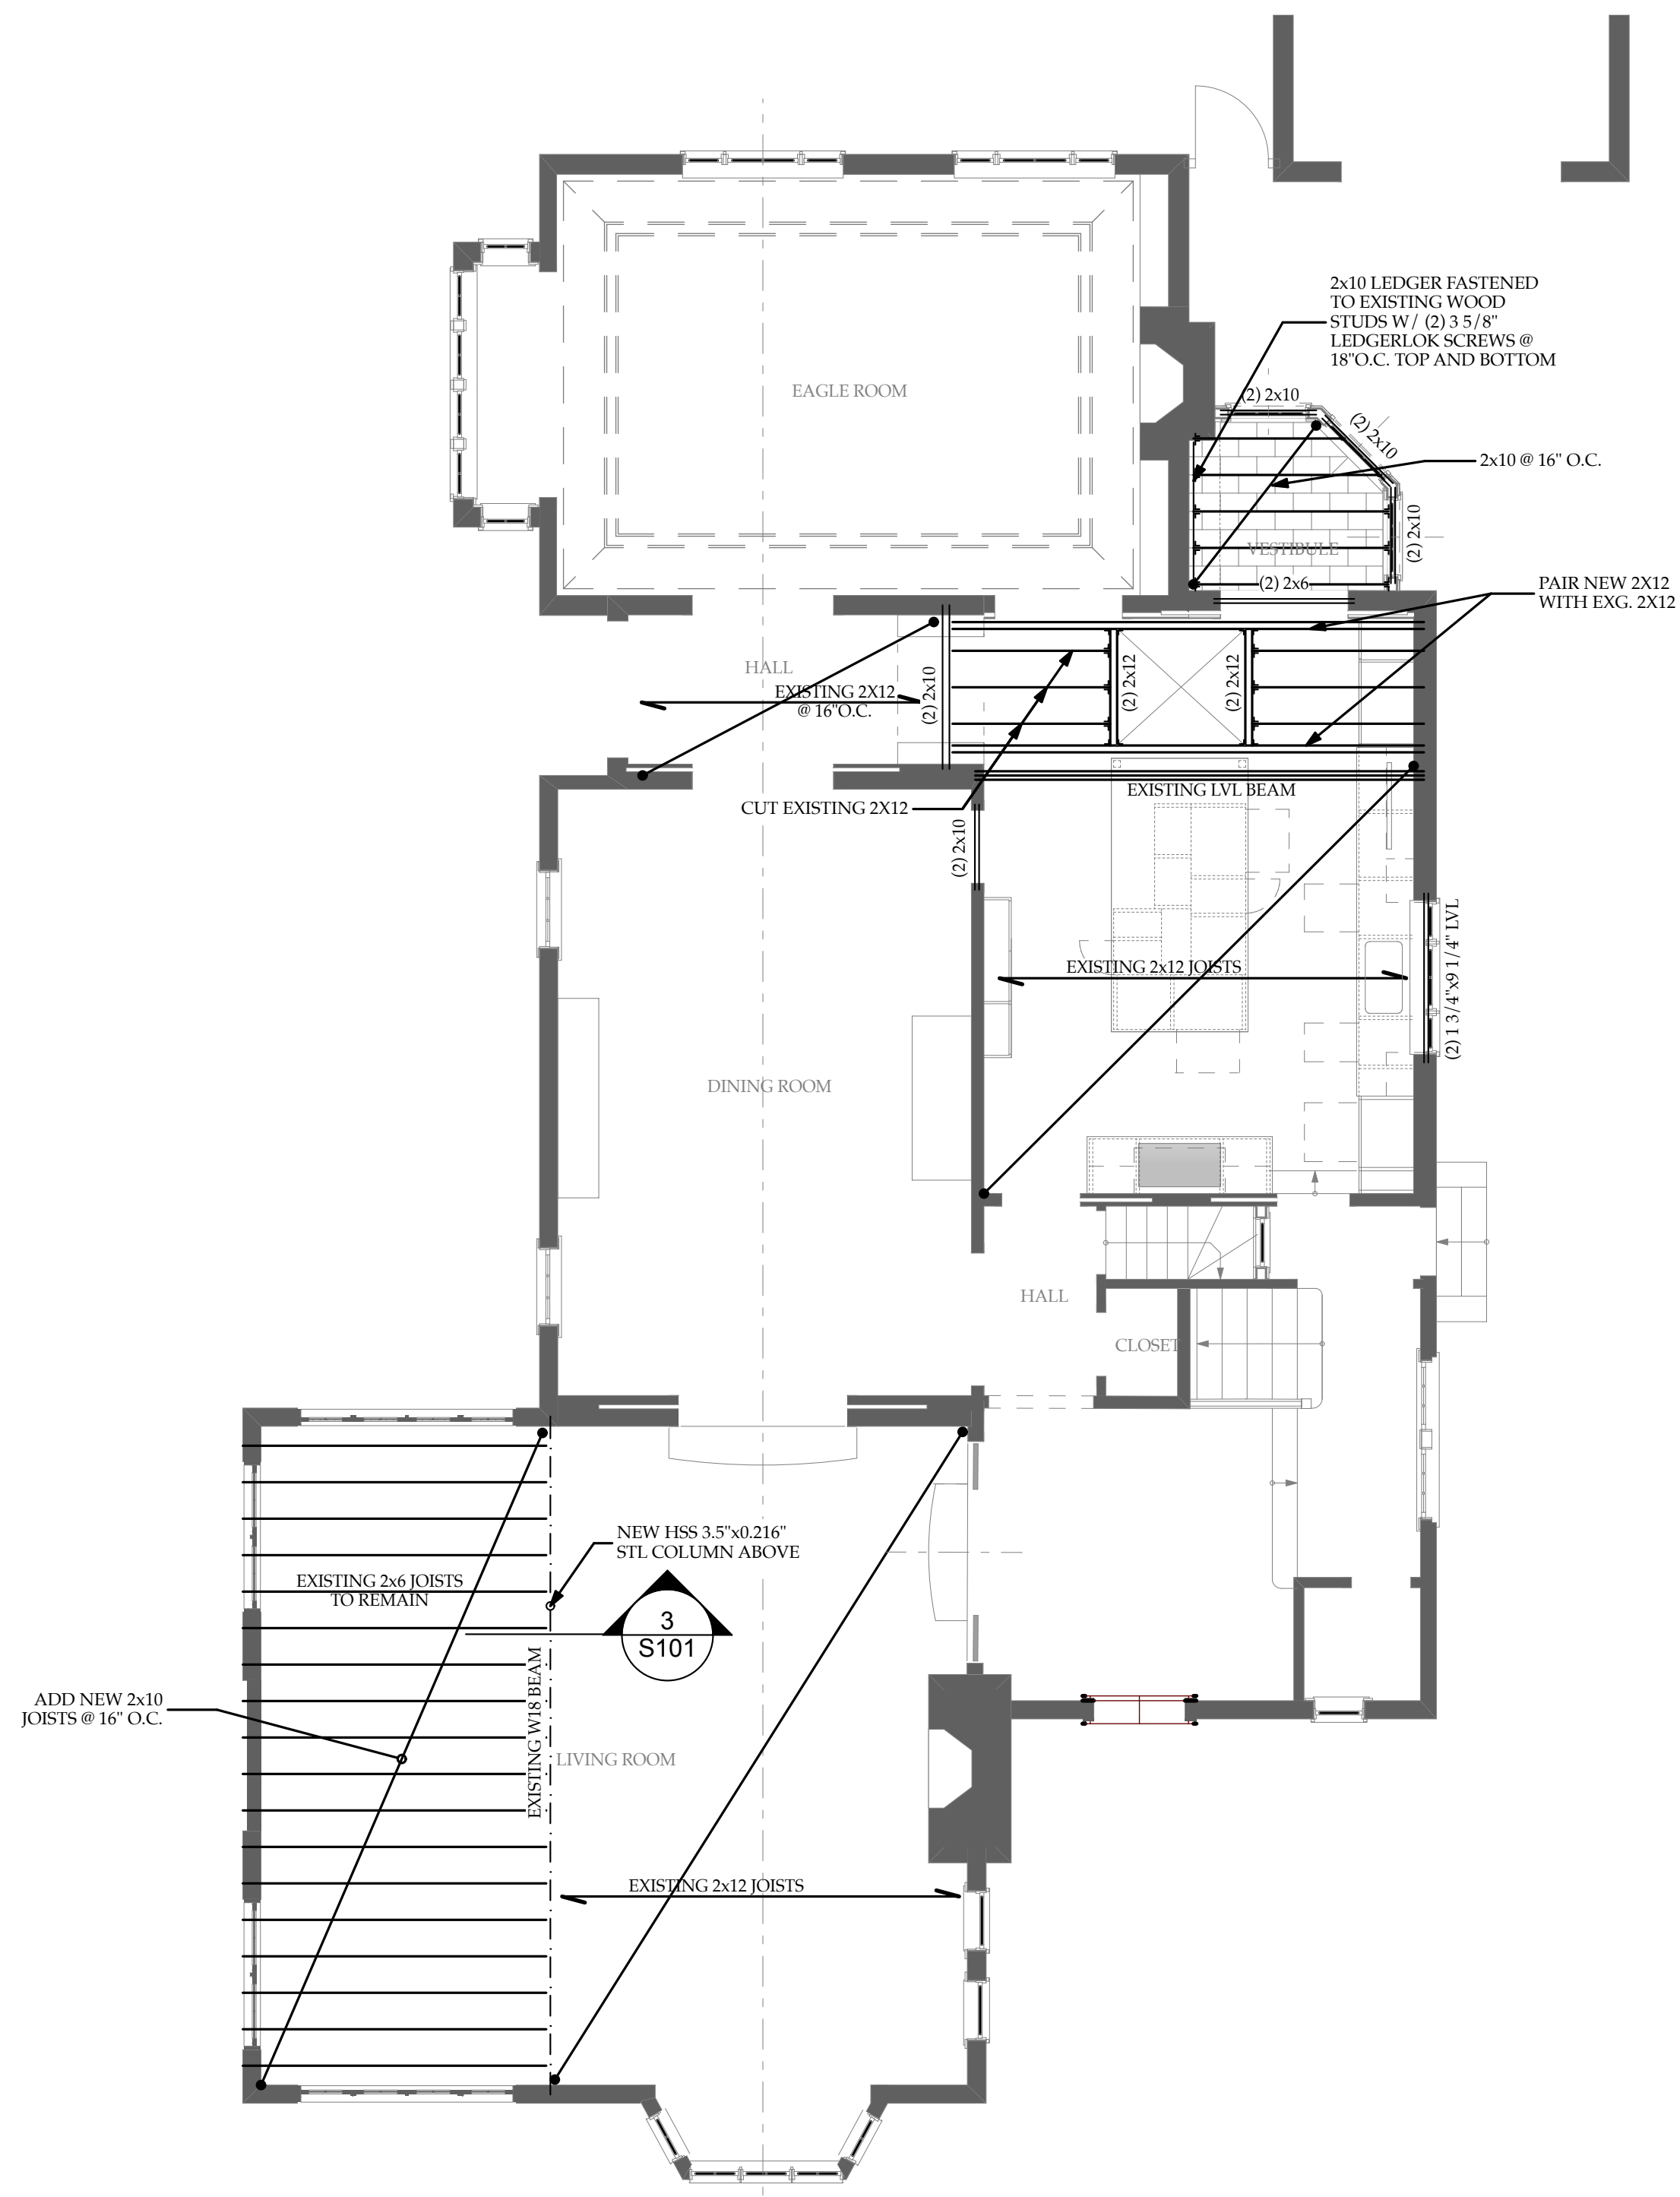 2x10 LEDGER FASTENED
TO EXISTING WOOD
STUDS W/ (2) 3 5/8"
LEDGERLOK SCREWS @
18"O.C. TOP AND BOTTOM
EAGLE ROOM
(2) 2x10
(2) 2x10
2x10 @ 16" O.C.
(2) 2x10
VESTIBULE
(2) 2x6
PAIR NEW 2X12
WITH EXG. 2X12
HALL
EXISTING 2X12
@ 16"O.C.
(2) 2x10
(2) 2x12
(2) 2x12
EXISTING LVL BEAM
CUT EXISTING 2X12
(2) 2x10
(2) 1 3/4"x9 1/4" LVL
EXISTING 2x12 JOISTS
DINING ROOM
HALL
CLOSET
NEW HSS 3.5"x0.216"
STL COLUMN ABOVE
EXISTING 2x6 JOISTS
TO REMAIN
3
S101
EXISTING W18 BEAM
ADD NEW 2x10
JOISTS @ 16" O.C.
LIVING ROOM
EXISTING 2x12 JOISTS